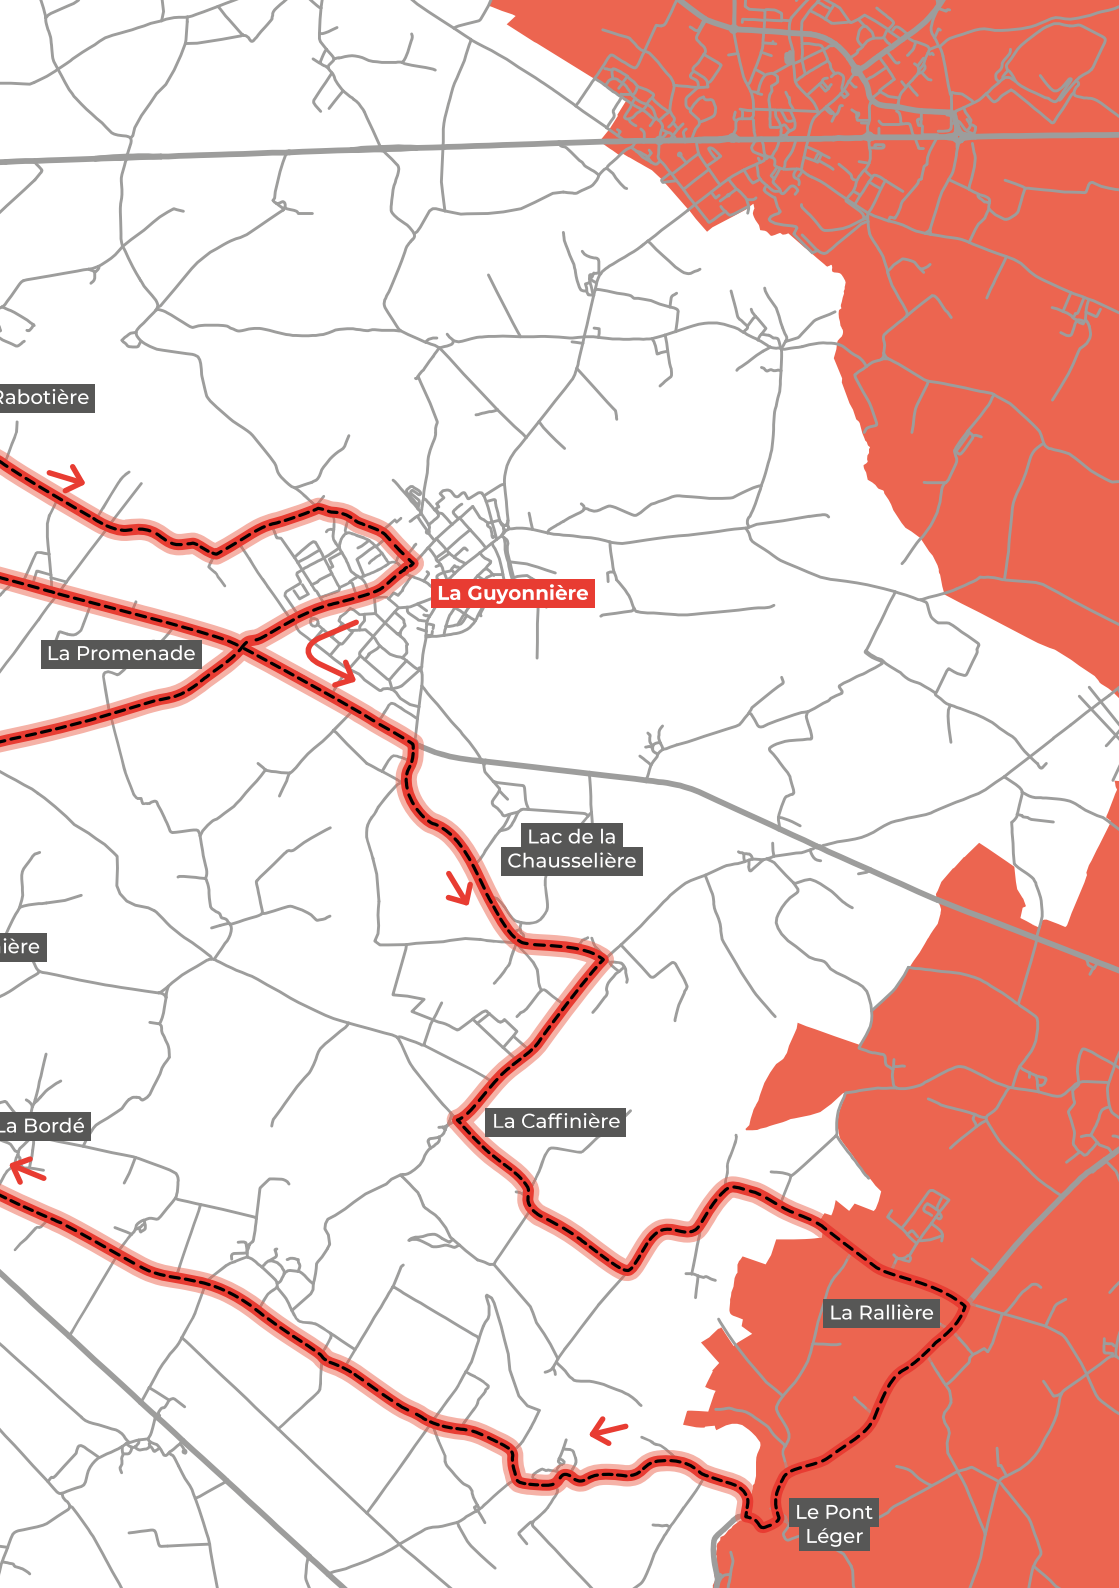 Rabotière
La Guyonnière
La Promenade
Lac de la
Chausselière
ière
La Caffinière
La Bordé
La Rallière
Le Pont
Léger